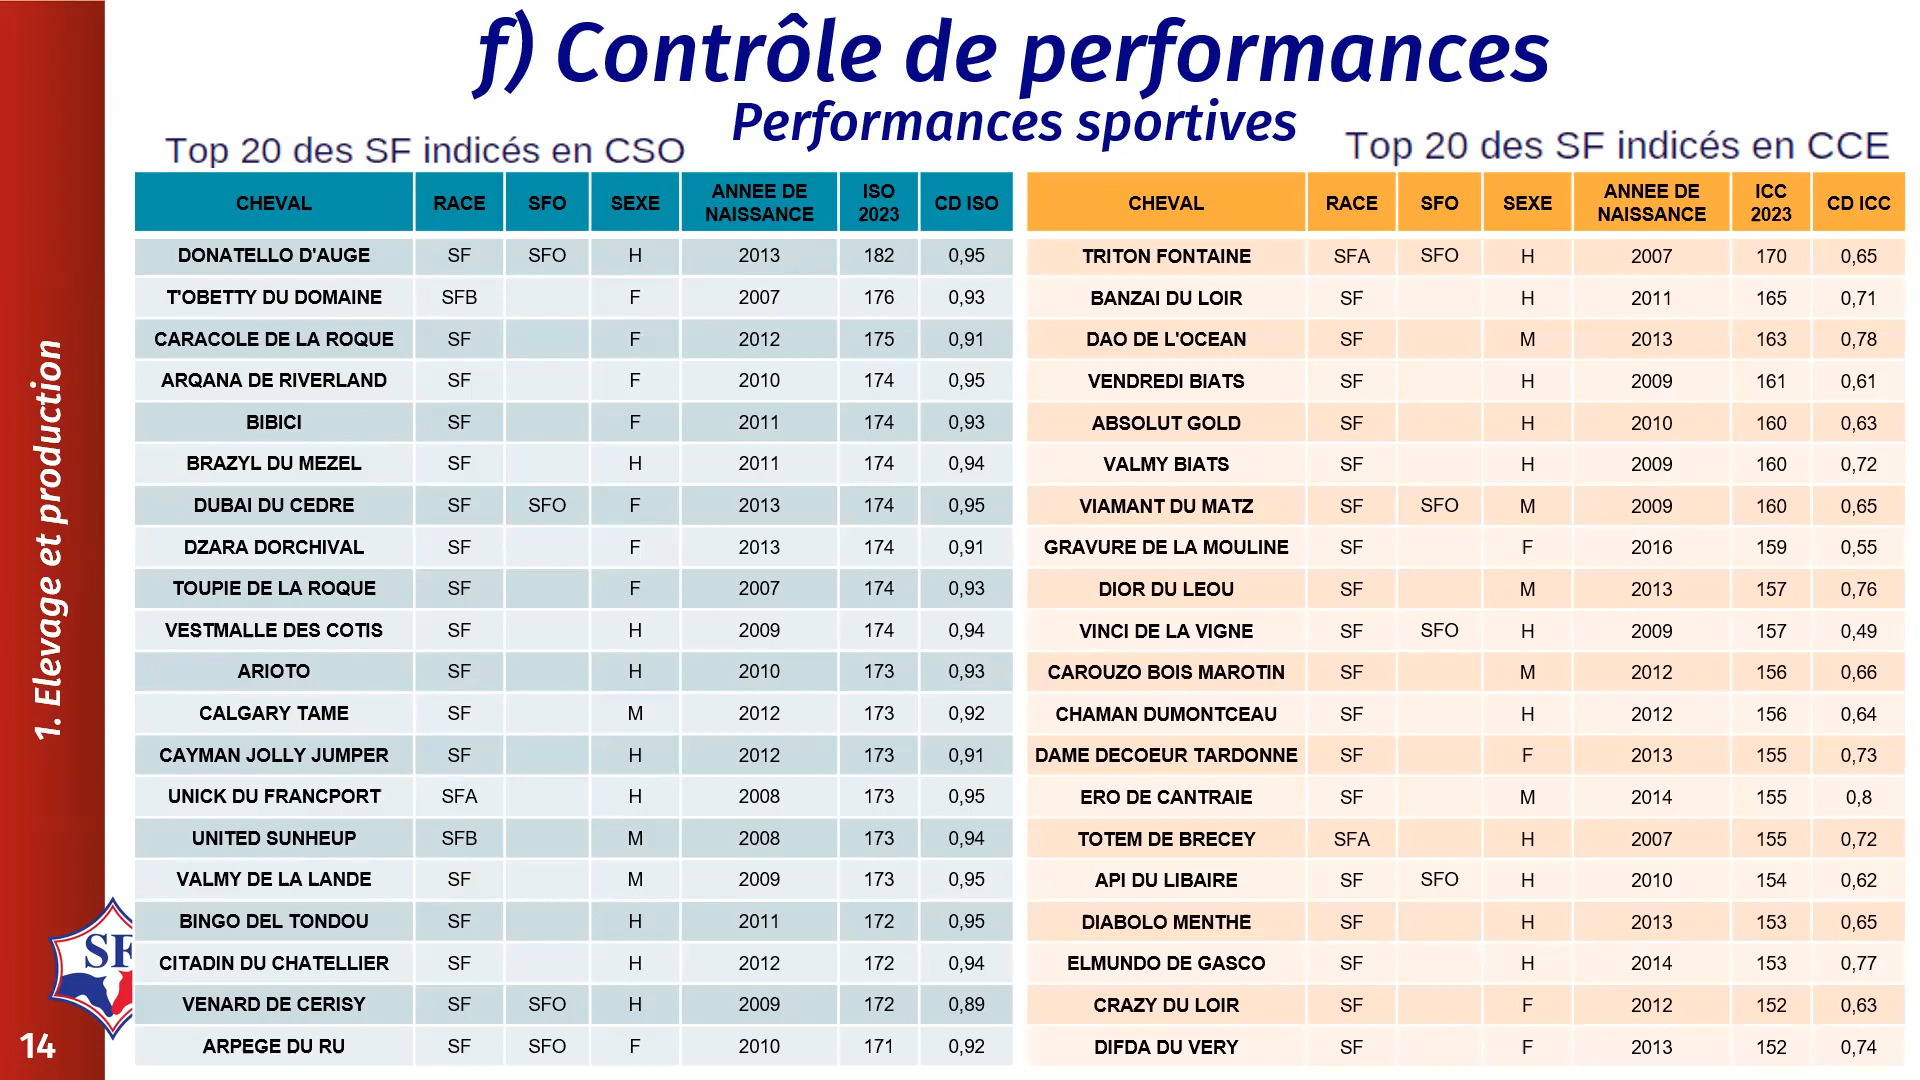 f) Contrôle de performances
Performances sportives
1. Elevage et production
Top 20 des SF indicés en CSO
CHEVAL RACE SFO SEXE ANNEE DE NAISSANCE ISO 2023 CD ISO
DONATELLO D'AUGE SF SFO H 2013 182 0,95
T'OBETTY DU DOMAINE SFB F 2007 176 0,93
CARACOLE DE LA ROQUE SF F 2012 175 0,91
ARQANA DE RIVERLAND SF F 2010 174 0,95
BIBICI SF F 2011 174 0,93
BRAZYL DU MEZEL SF H 2011 174 0,94
DUBAI DU CEDRE SF SFO F 2013 174 0,95
DZARA DORCHIVAL SF F 2013 174 0,91
TOUPIE DE LA ROQUE SF F 2007 174 0,93
VESTMALLE DES COTIS SF H 2009 174 0,94
ARIOTO SF H 2010 173 0,93
CALGARY TAME SF M 2012 173 0,92
CAYMAN JOLLY JUMPER SF H 2012 173 0,91
UNICK DU FRANCPORT SFA H 2008 173 0,95
UNITED SUNHEUP SFB M 2008 173 0,94
VALMY DE LA LANDE SF M 2009 173 0,95
BINGO DEL TONDOU SF H 2011 172 0,95
CITADIN DU CHATELLIER SF H 2012 172 0,94
VENARD DE CERISY SF SFO H 2009 172 0,89
ARPEGE DU RU SF SFO F 2010 171 0,92
Top 20 des SF indicés en CCE
CHEVAL RACE SFO SEXE ANNEE DE NAISSANCE ICC 2023 CD ICC
TRITON FONTAINE SFA SFO H 2007 170 0,65
BANZAI DU LOIR SF H 2011 165 0,71
DAO DE L'OCEAN SF M 2013 163 0,78
VENDREDI BIATS SF H 2009 161 0,61
ABSOLUT GOLD SF H 2010 160 0,63
VALMY BIATS SF H 2009 160 0,72
VIAMANT DU MATZ SF SFO M 2009 160 0,65
GRAVURE DE LA MOULINE SF F 2016 159 0,55
DIOR DU LEOU SF M 2013 157 0,76
VINCI DE LA VIGNE SF SFO H 2009 157 0,49
CAROUZO BOIS MAROTIN SF M 2012 156 0,66
CHAMAN DUMONTCEAU SF H 2012 156 0,64
DAME DECOEUR TARDONNE SF F 2013 155 0,73
ERO DE CANTRAIE SF M 2014 155 0,8
TOTEM DE BRECEY SFA H 2007 155 0,72
API DU LIBAIRE SF SFO H 2010 154 0,62
DIABOLO MENTHE SF H 2013 153 0,65
ELMUNDO DE GASCO SF H 2014 153 0,77
CRAZY DU LOIR SF F 2012 152 0,63
DIFDA DU VERY SF F 2013 152 0,74
SF
14